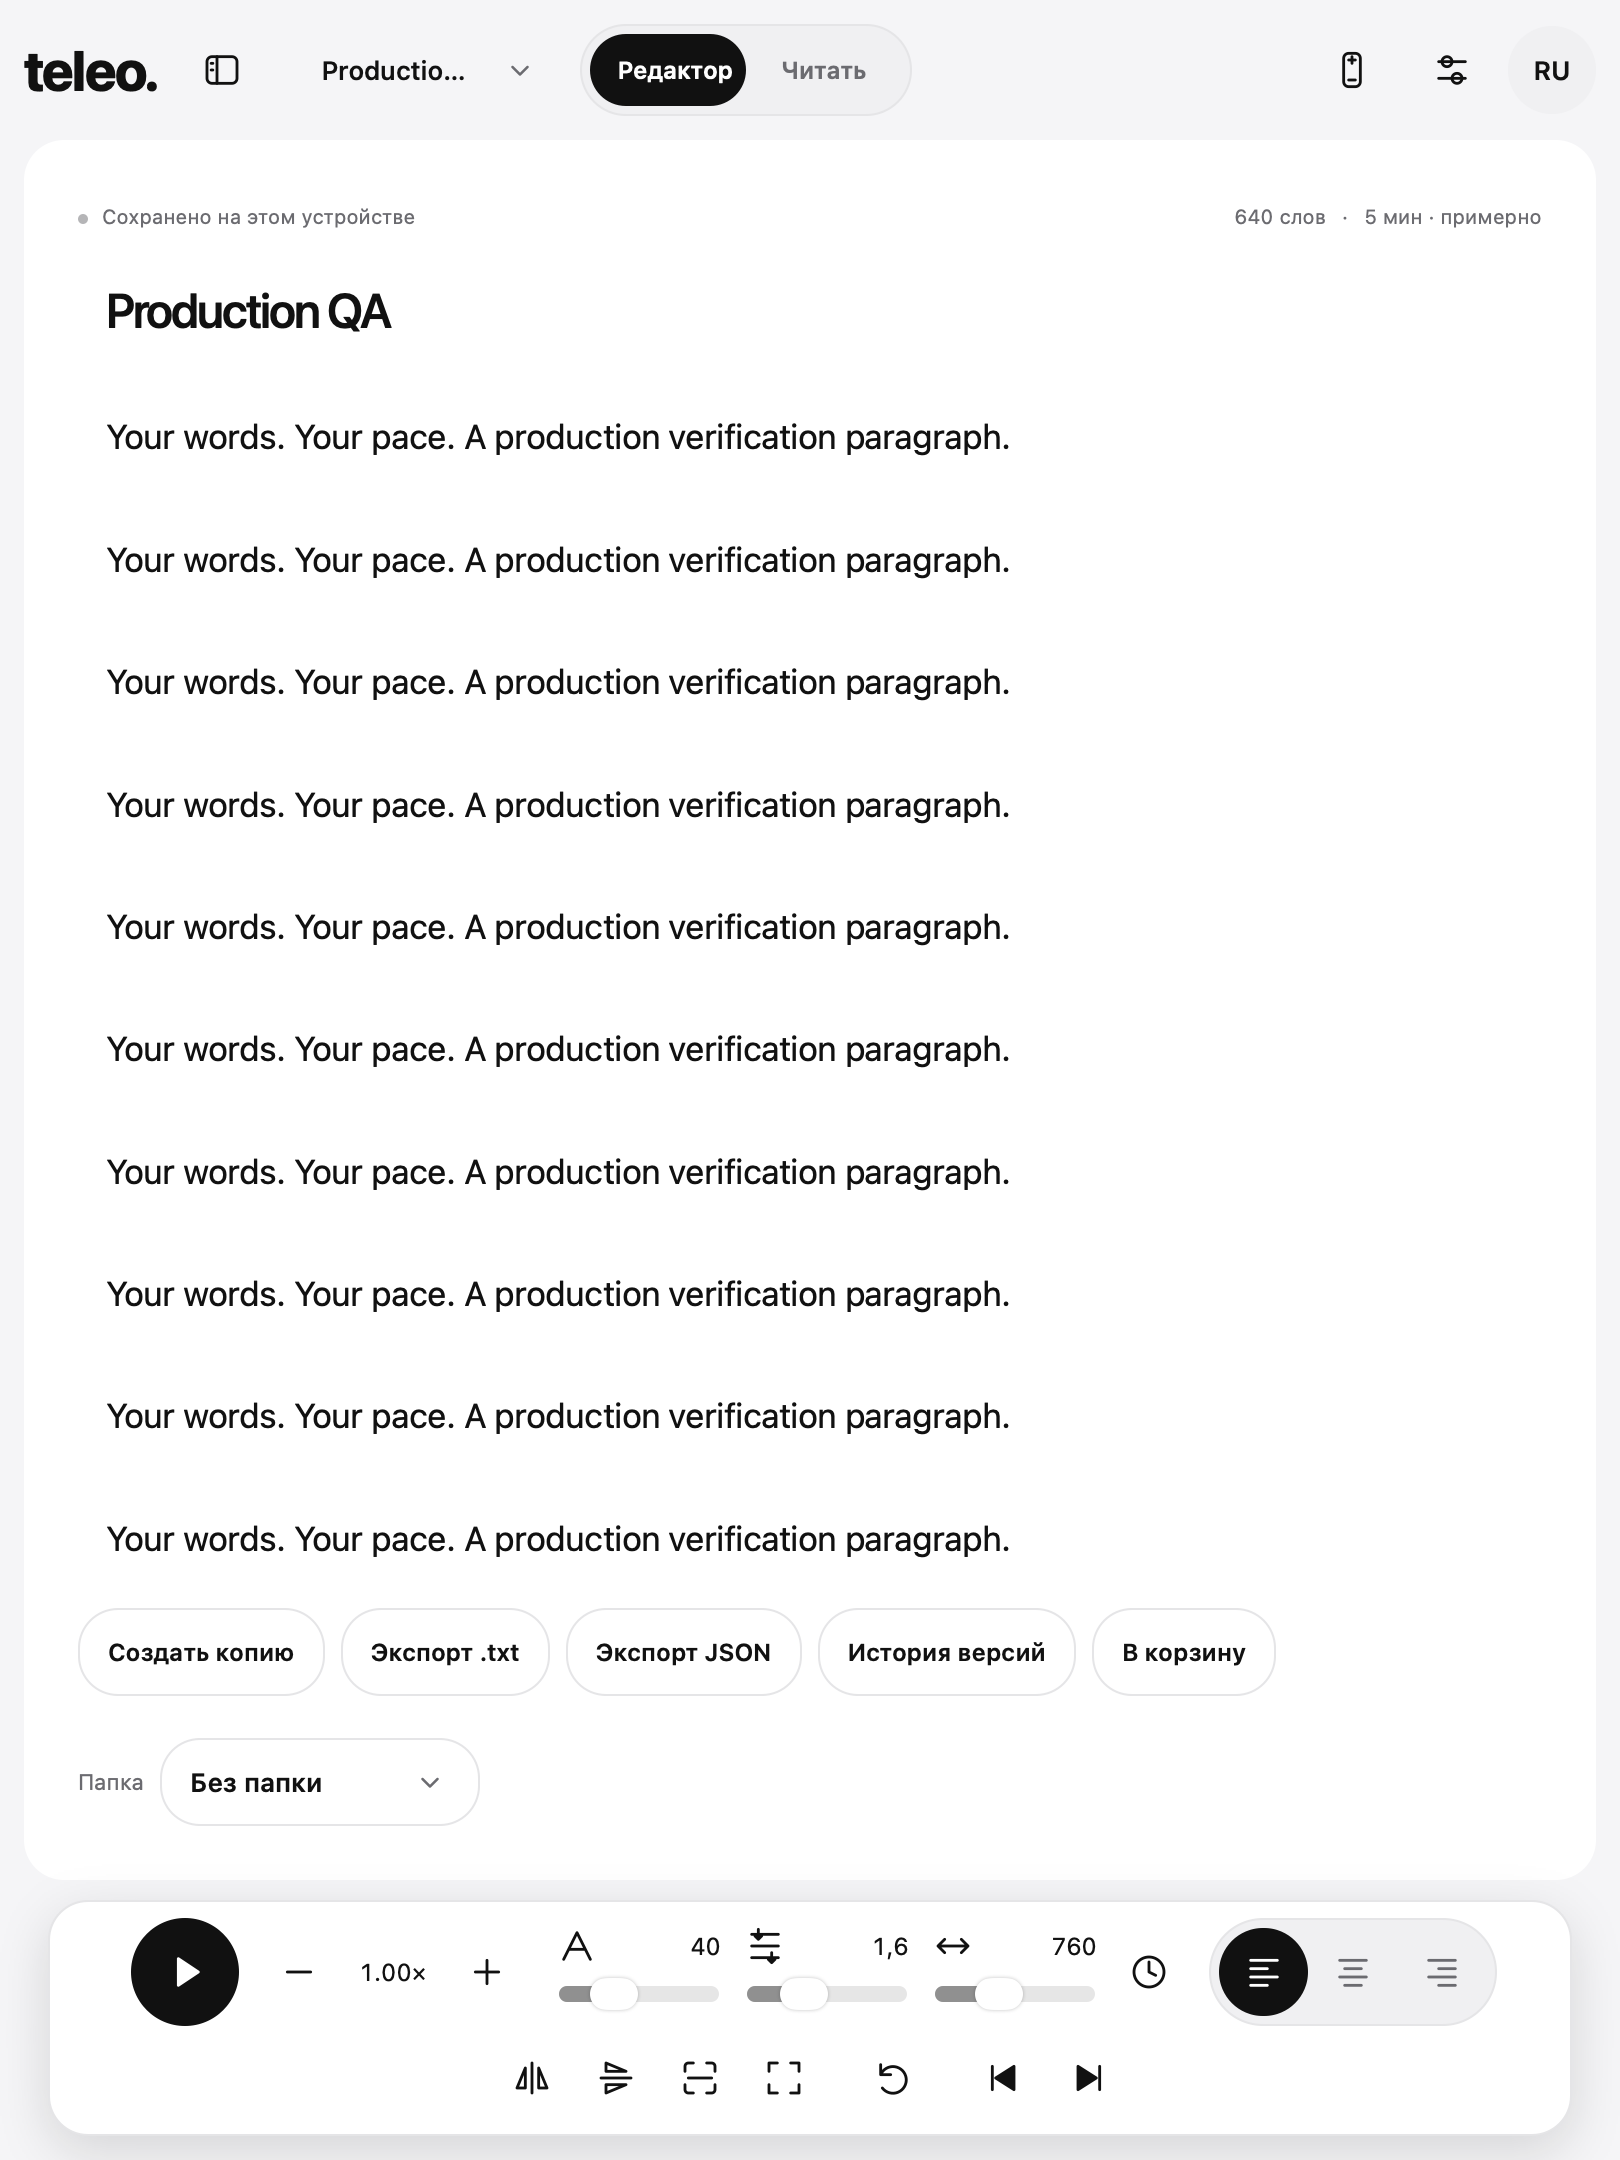 teleo.
Productio...
Редактор
Читать
RU
Сохранено на этом устройстве
640 слов · 5 мин · примерно
Production QA
Your words. Your pace. A production verification paragraph.
Your words. Your pace. A production verification paragraph.
Your words. Your pace. A production verification paragraph.
Your words. Your pace. A production verification paragraph.
Your words. Your pace. A production verification paragraph.
Your words. Your pace. A production verification paragraph.
Your words. Your pace. A production verification paragraph.
Your words. Your pace. A production verification paragraph.
Your words. Your pace. A production verification paragraph.
Your words. Your pace. A production verification paragraph.
Создать копию
Экспорт .txt
Экспорт JSON
История версий
В корзину
Папка
Без папки
1.00×
40
1,6
760